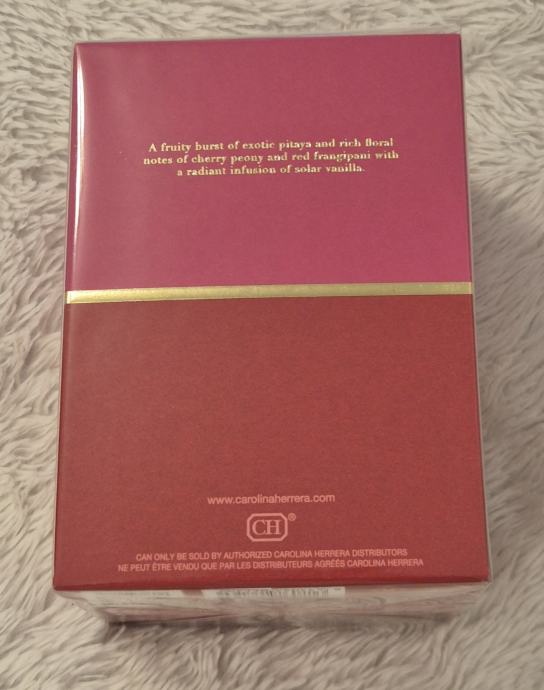 A fruity burst of exotic pitaya and rich floral
notes of cherry peony and red frangipani with
a radiant infusion of solar vanilla.
www.carolinaherrera.com
CH®
CAN ONLY BE SOLD BY AUTHORIZED CAROLINA HERRERA DISTRIBUTORS
NE PEUT ÊTRE VENDU QUE PAR LES DISTRIBUTEURS AGRÉÉS CAROLINA HERRERA